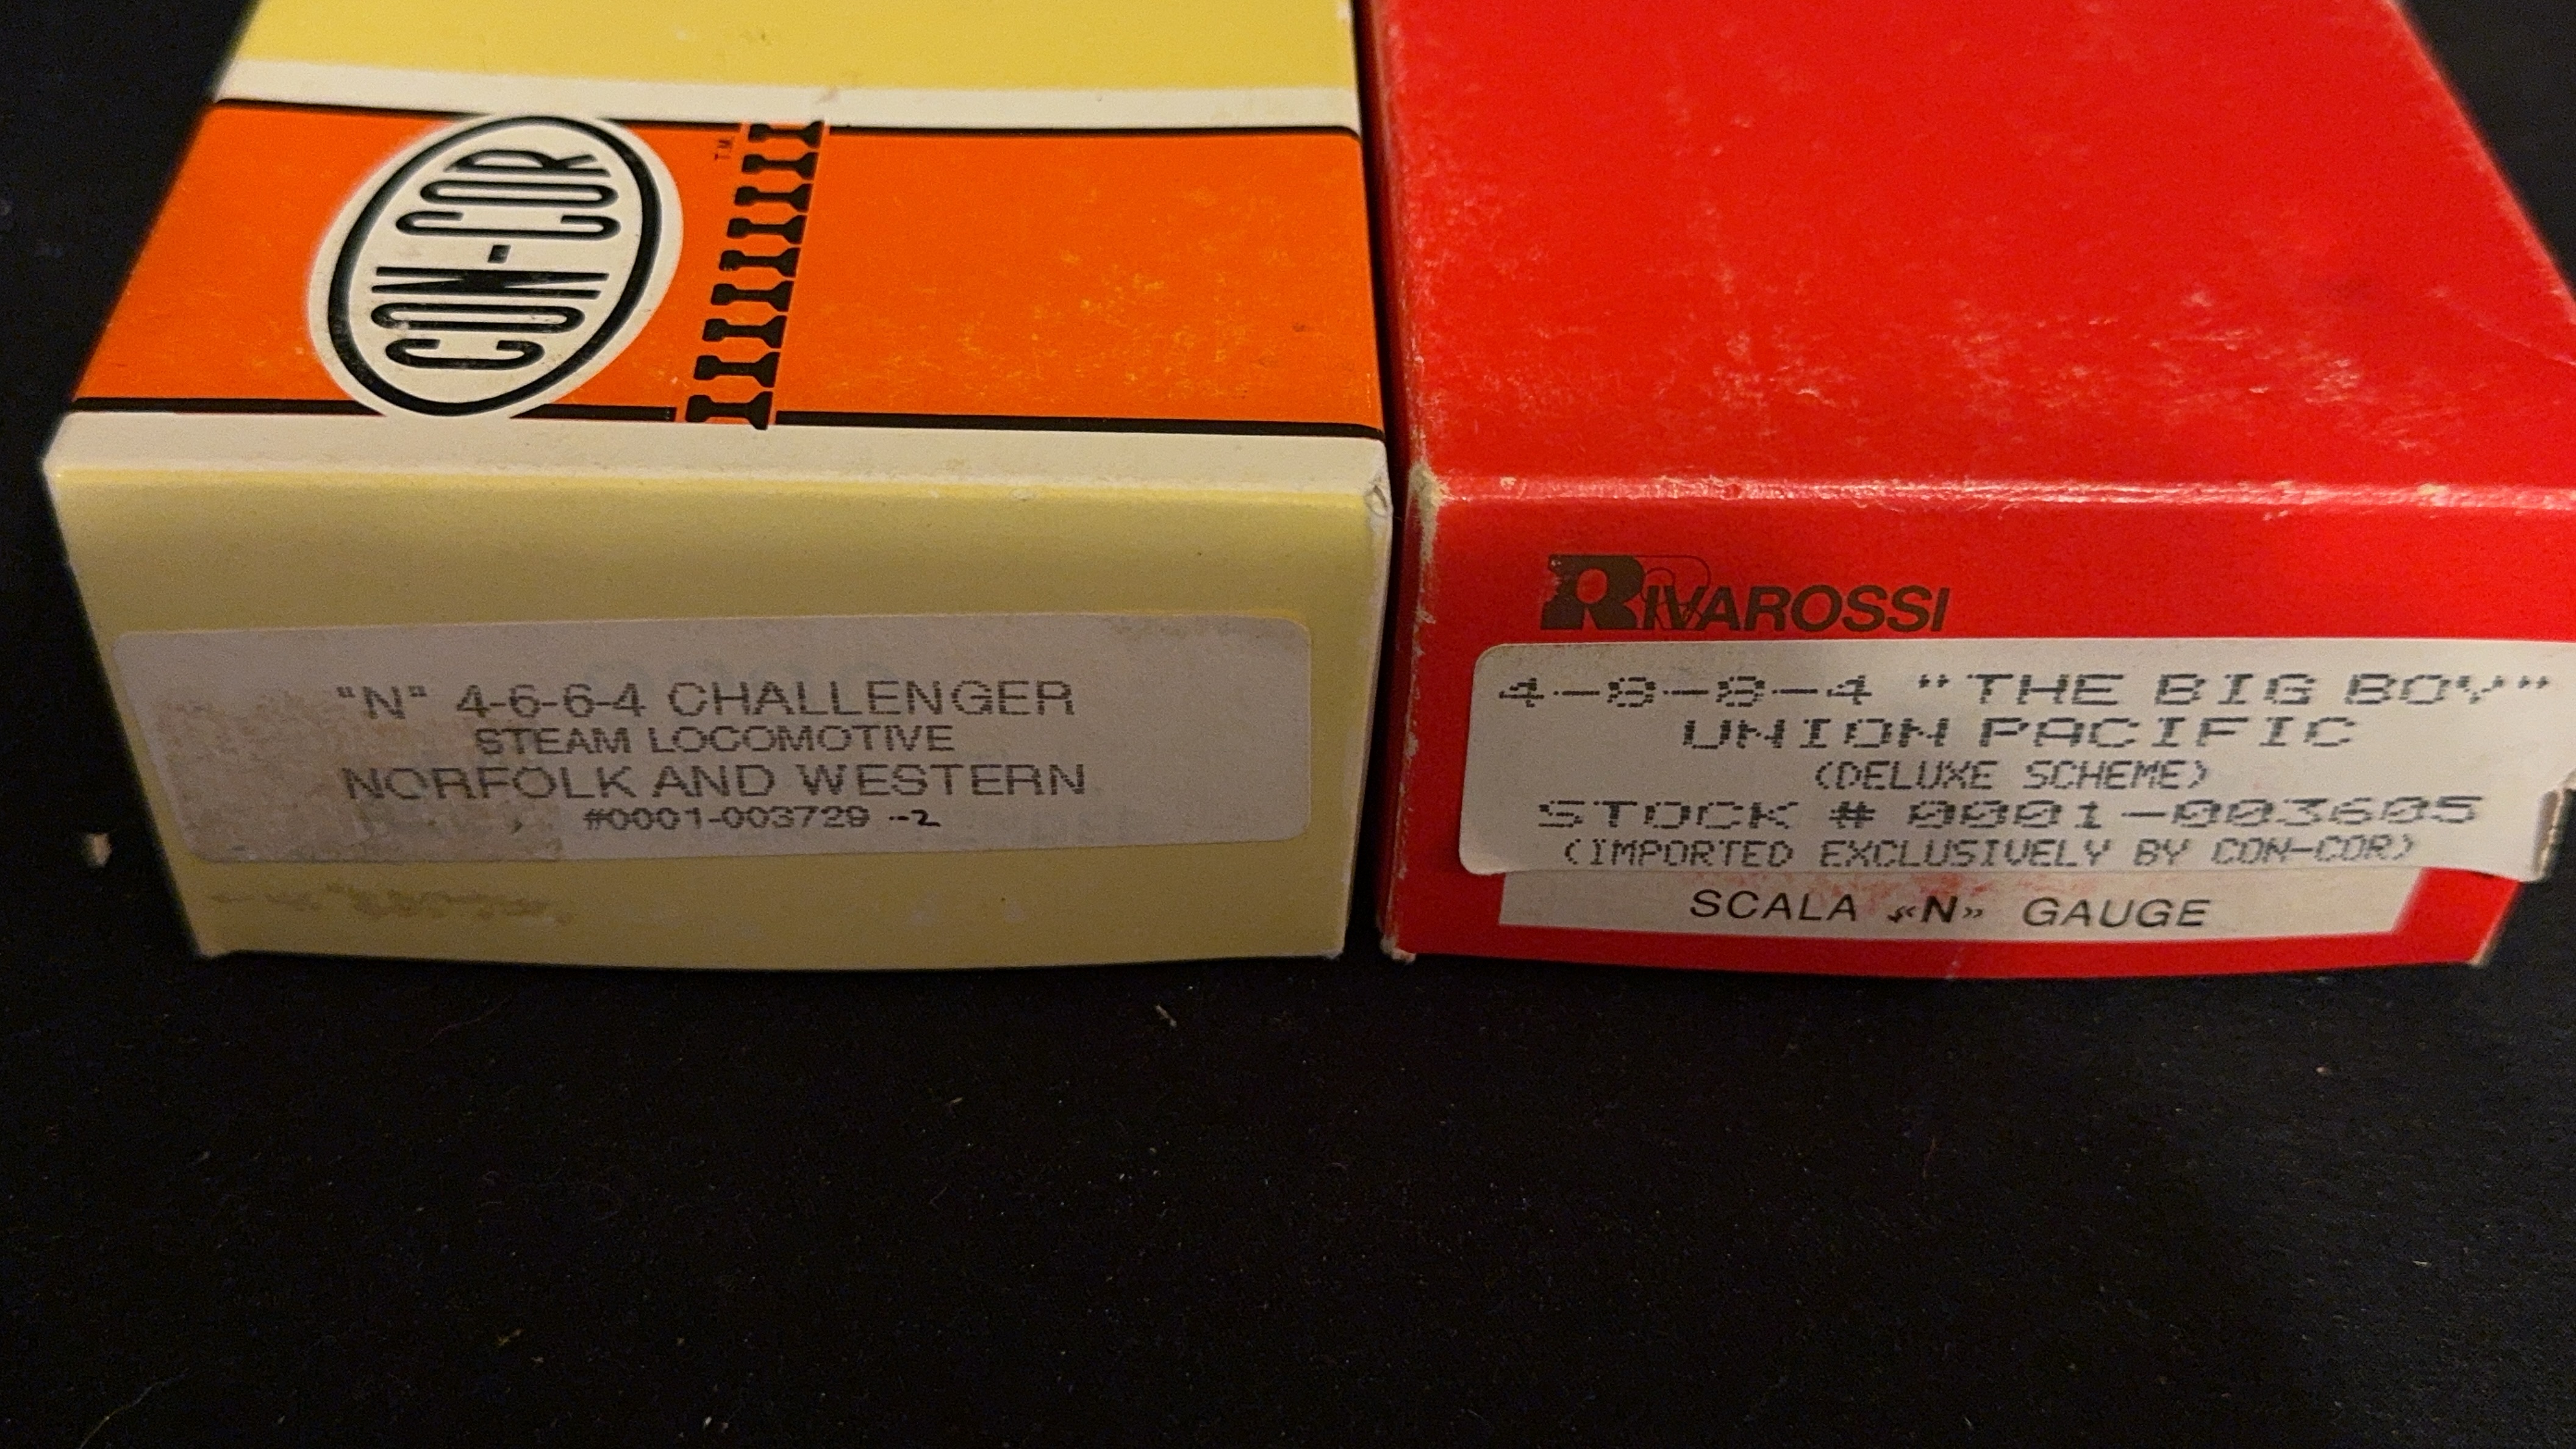 CON-COR
TM
"N" 4-6-6-4 CHALLENGER
STEAM LOCOMOTIVE
NORFOLK AND WESTERN
#0001-003729 -2
RIVAROSSI
4-8-8-4 "THE BIG BOY"
UNION PACIFIC
(DELUXE SCHEME)
STOCK # 0001-003605
(IMPORTED EXCLUSIVELY BY CON-COR)
SCALA «N» GAUGE